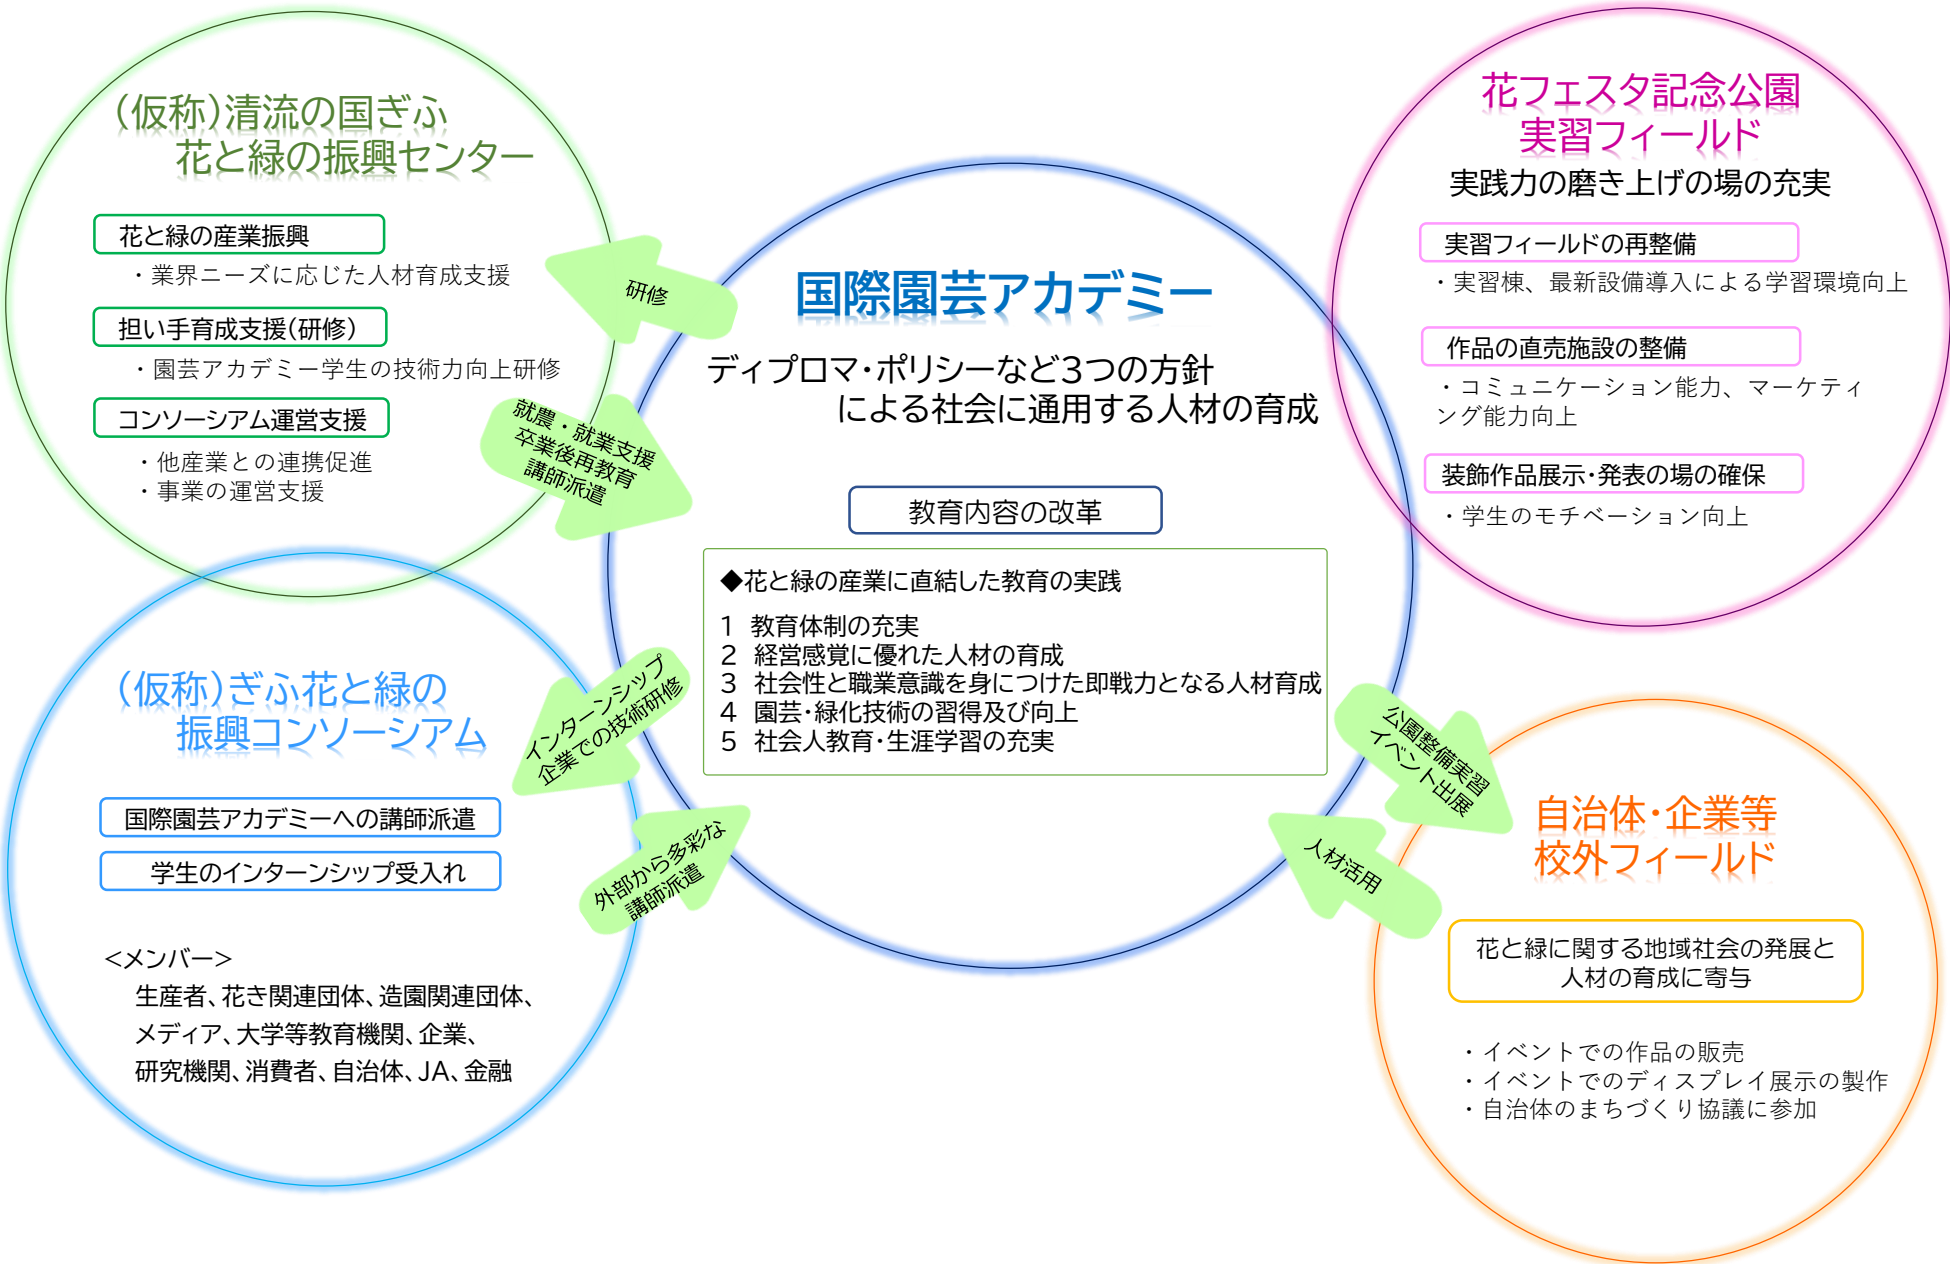 （仮称）清流の国ぎふ
花と緑の振興センター
花と緑の産業振興
・業界ニーズに応じた人材育成支援
担い手育成支援（研修）
・園芸アカデミー学生の技術力向上研修
コンソーシアム運営支援
・他産業との連携促進
・事業の運営支援
研修
就農・就業支援
卒業後再教育
講師派遣
国際園芸アカデミー
ディプロマ・ポリシーなど3つの方針
による社会に通用する人材の育成
教育内容の改革
◆花と緑の産業に直結した教育の実践
1 教育体制の充実
2 経営感覚に優れた人材の育成
3 社会性と職業意識を身につけた即戦力となる人材育成
4 園芸・緑化技術の習得及び向上
5 社会人教育・生涯学習の充実
花フェスタ記念公園
実習フィールド
実践力の磨き上げの場の充実
実習フィールドの再整備
・実習棟、最新設備導入による学習環境向上
作品の直売施設の整備
・コミュニケーション能力、マーケティ
ング能力向上
装飾作品展示・発表の場の確保
・学生のモチベーション向上
（仮称）ぎふ花と緑の
振興コンソーシアム
国際園芸アカデミーへの講師派遣
学生のインターンシップ受入れ
<メンバー>
生産者、花き関連団体、造園関連団体、
メディア、大学等教育機関、企業、
研究機関、消費者、自治体、JA、金融
インターンシップ
企業での技術研修
外部から多彩な
講師派遣
公園整備実習
イベント出展
人材活用
自治体・企業等
校外フィールド
花と緑に関する地域社会の発展と
人材の育成に寄与
・イベントでの作品の販売
・イベントでのディスプレイ展示の製作
・自治体のまちづくり協議に参加